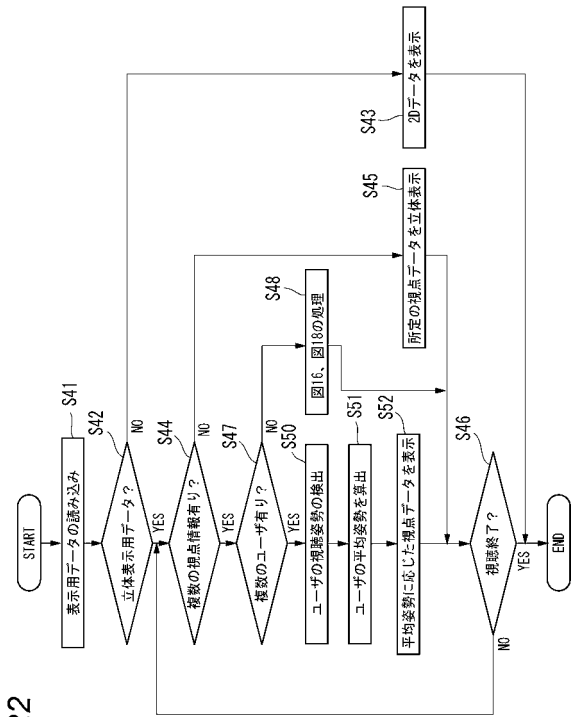 22
START
S41
表示用データの読み込み
S42
立体表示用データ?
NO
YES
S44
複数の視点情報有り?
NO
YES
S47
複数のユーザ有り?
NO
YES
S48
図16、図18の処理
S50
ユーザの視聴姿勢の検出
S51
ユーザの平均姿勢を算出
S52
平均姿勢に応じた視点データを表示
S45
所定の視点データを立体表示
S43
2Dデータを表示
S46
視聴終了?
NO
YES
END